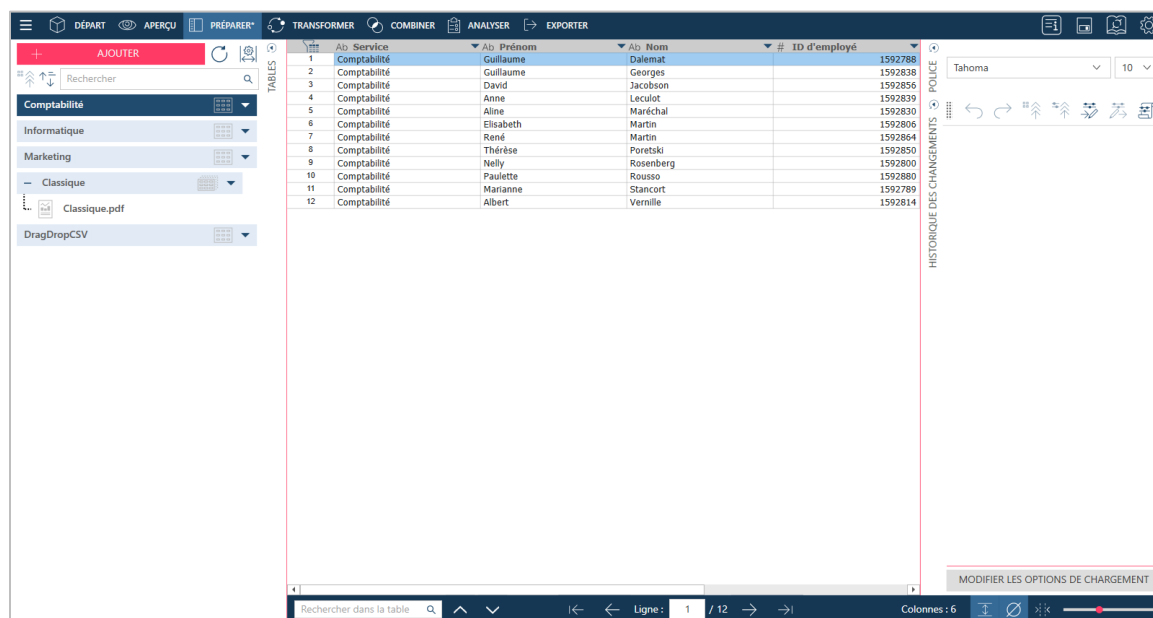 DÉPART APERÇU PRÉPARER* TRANSFORMER COMBINER ANALYSER EXPORTER
AJOUTER
Rechercher
Comptabilité
Informatique
Marketing
Classique
Classique.pdf
DragDropCSV
TABLES
Ab Service Ab Prénom Ab Nom # ID d'employé
1 Comptabilité Guillaume Dalemat 1592788
2 Comptabilité Guillaume Georges 1592838
3 Comptabilité David Jacobson 1592856
4 Comptabilité Anne Leculot 1592839
5 Comptabilité Aline Maréchal 1592830
6 Comptabilité Elisabeth Martin 1592806
7 Comptabilité René Martin 1592864
8 Comptabilité Thérèse Poretski 1592850
9 Comptabilité Nelly Rosenberg 1592800
10 Comptabilité Paulette Rousso 1592880
11 Comptabilité Marianne Stancort 1592789
12 Comptabilité Albert Vernille 1592814
POLICE
Tahoma 10
HISTORIQUE DES CHANGEMENTS
MODIFIER LES OPTIONS DE CHARGEMENT
Rechercher dans la table Ligne : 1 / 12 Colonnes : 6